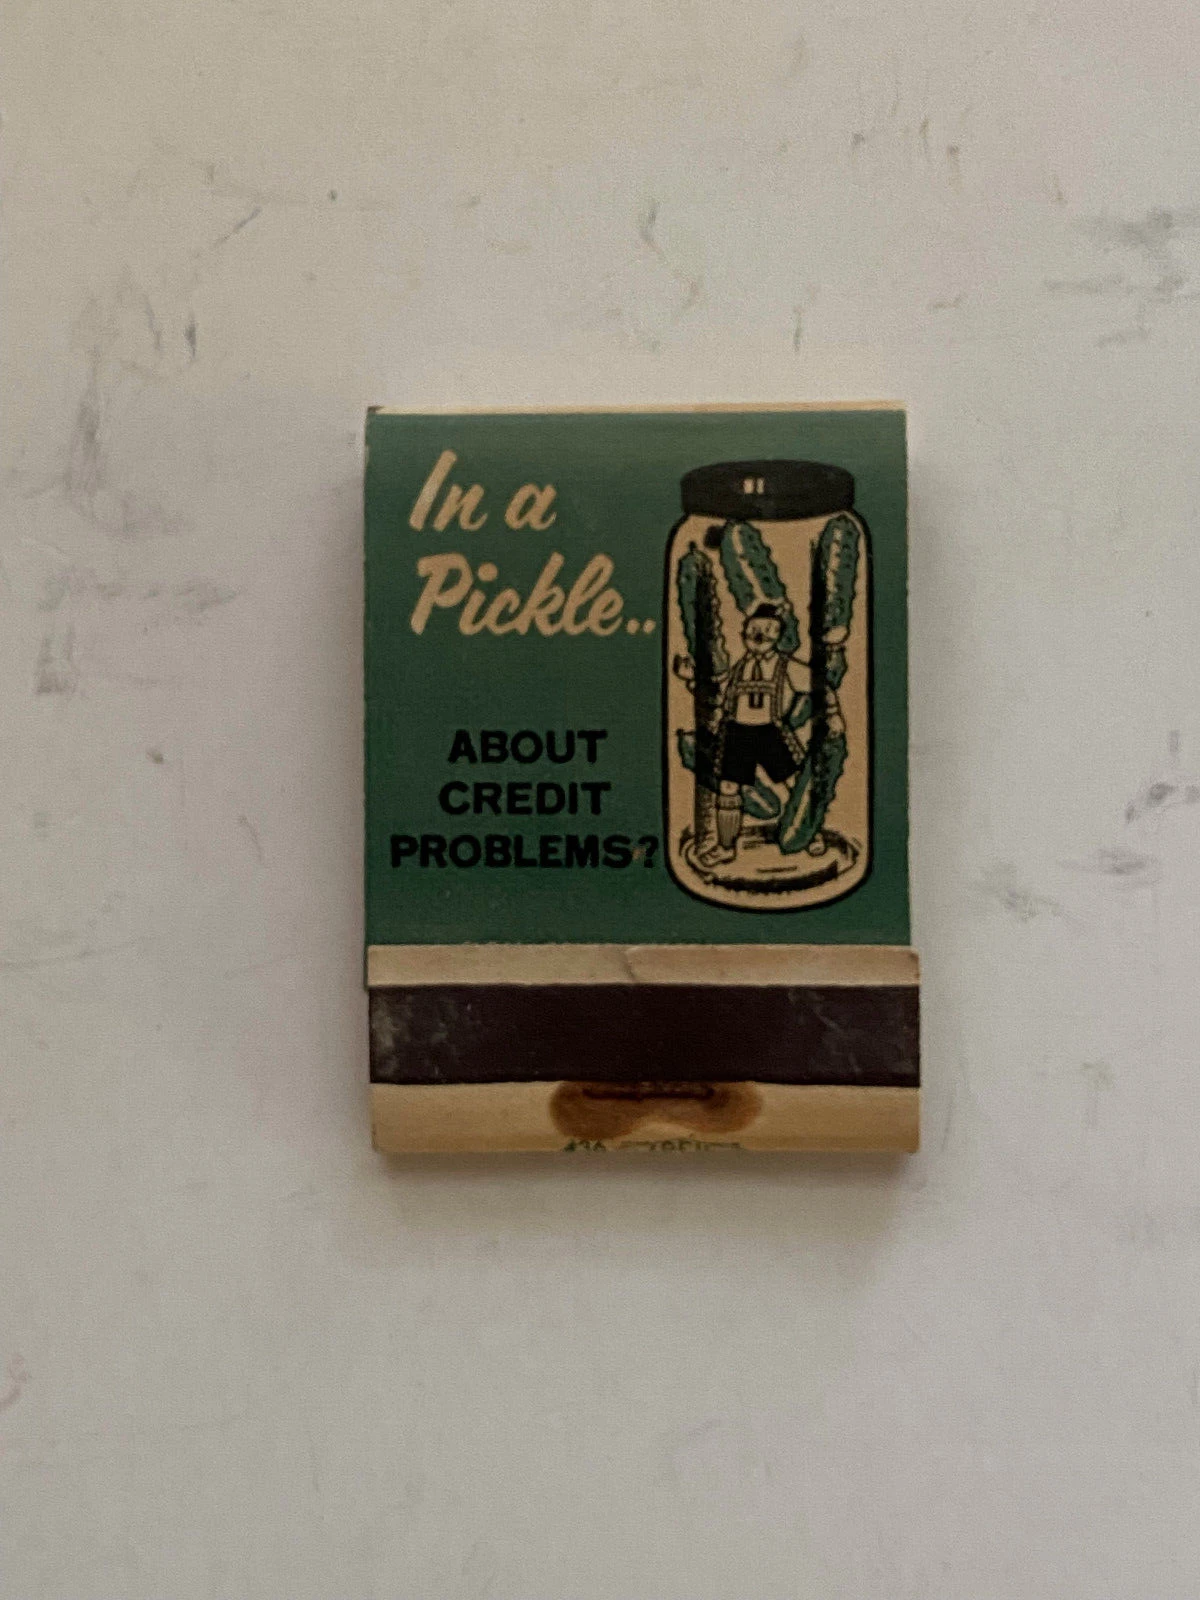 In a
Pickle..
ABOUT
CREDIT
PROBLEMS?